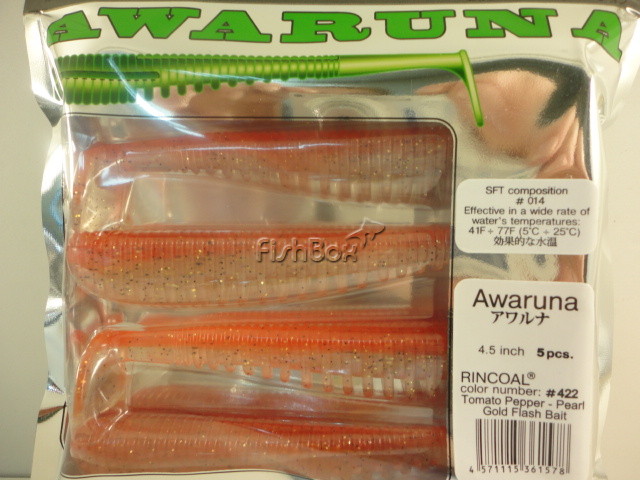 AWARUNA
SFT composition
# 014
Effective in a wide rate of
water's temperatures:
41F ÷ 77F (5°C ÷ 25°C)
効果的な水温
FishBox
Awaruna
アワルナ
4.5 inch 5 pcs.
RINCOAL®
color number: #422
Tomato Pepper - Pearl
Gold Flash Bait
4 571115 361578